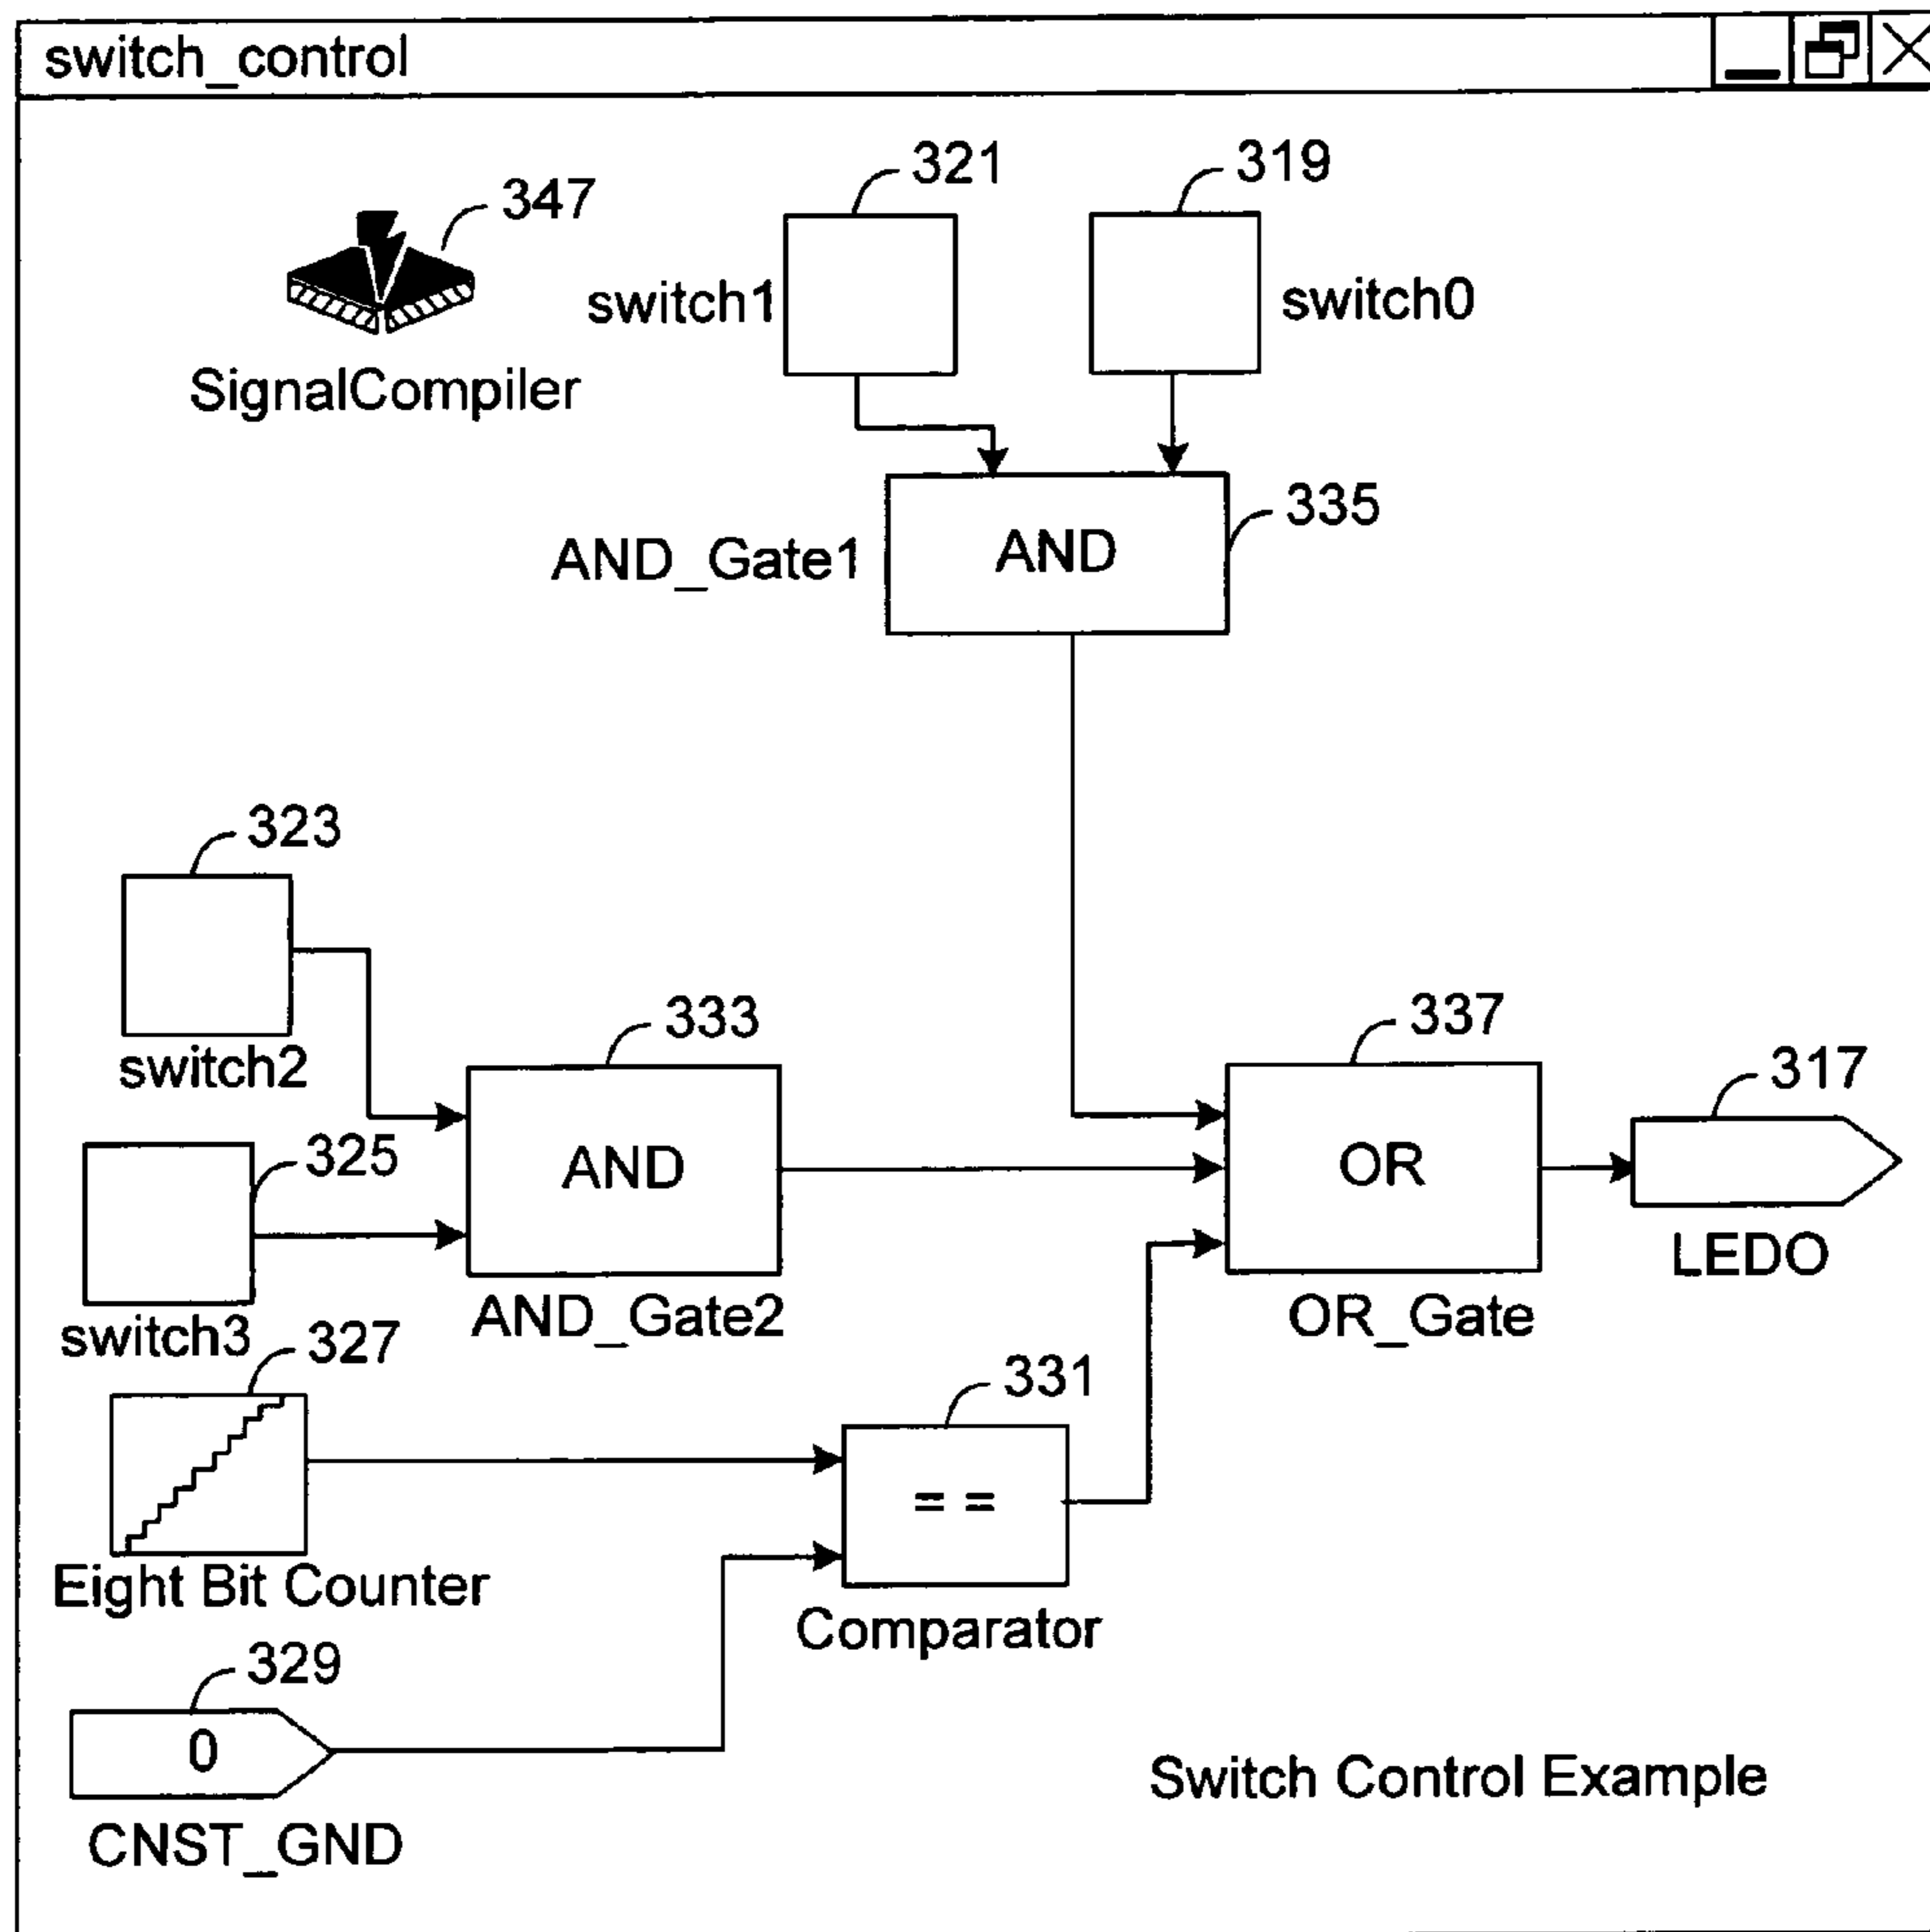 switch_control
347
321
319
switch1
switch0
SignalCompiler
335
AND_Gate1
AND
323
switch2
333
337
317
325
AND
OR
LEDO
switch3
AND_Gate2
OR_Gate
327
331
= =
Eight Bit Counter
Comparator
329
0
Switch Control Example
CNST_GND